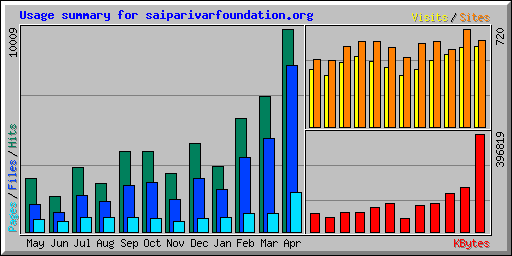 Usage summary for saiparivarfoundation.org
Visits / Sites
10009
720
396819
Pages / Files / Hits
May Jun Jul Aug Sep Oct Nov Dec Jan Feb Mar Apr
KBytes